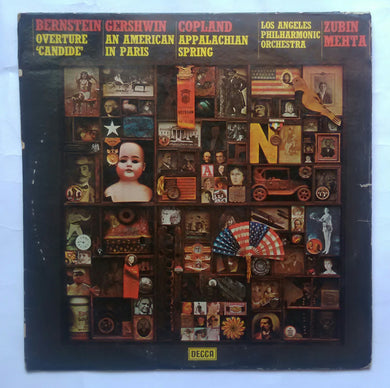 BERNSTEIN
OVERTURE
'CANDIDE'
GERSHWIN
AN AMERICAN
IN PARIS
COPLAND
APPALACHIAN
SPRING
LOS ANGELES
PHILHARMONIC
ORCHESTRA
ZUBIN
MEHTA
N
DECCA